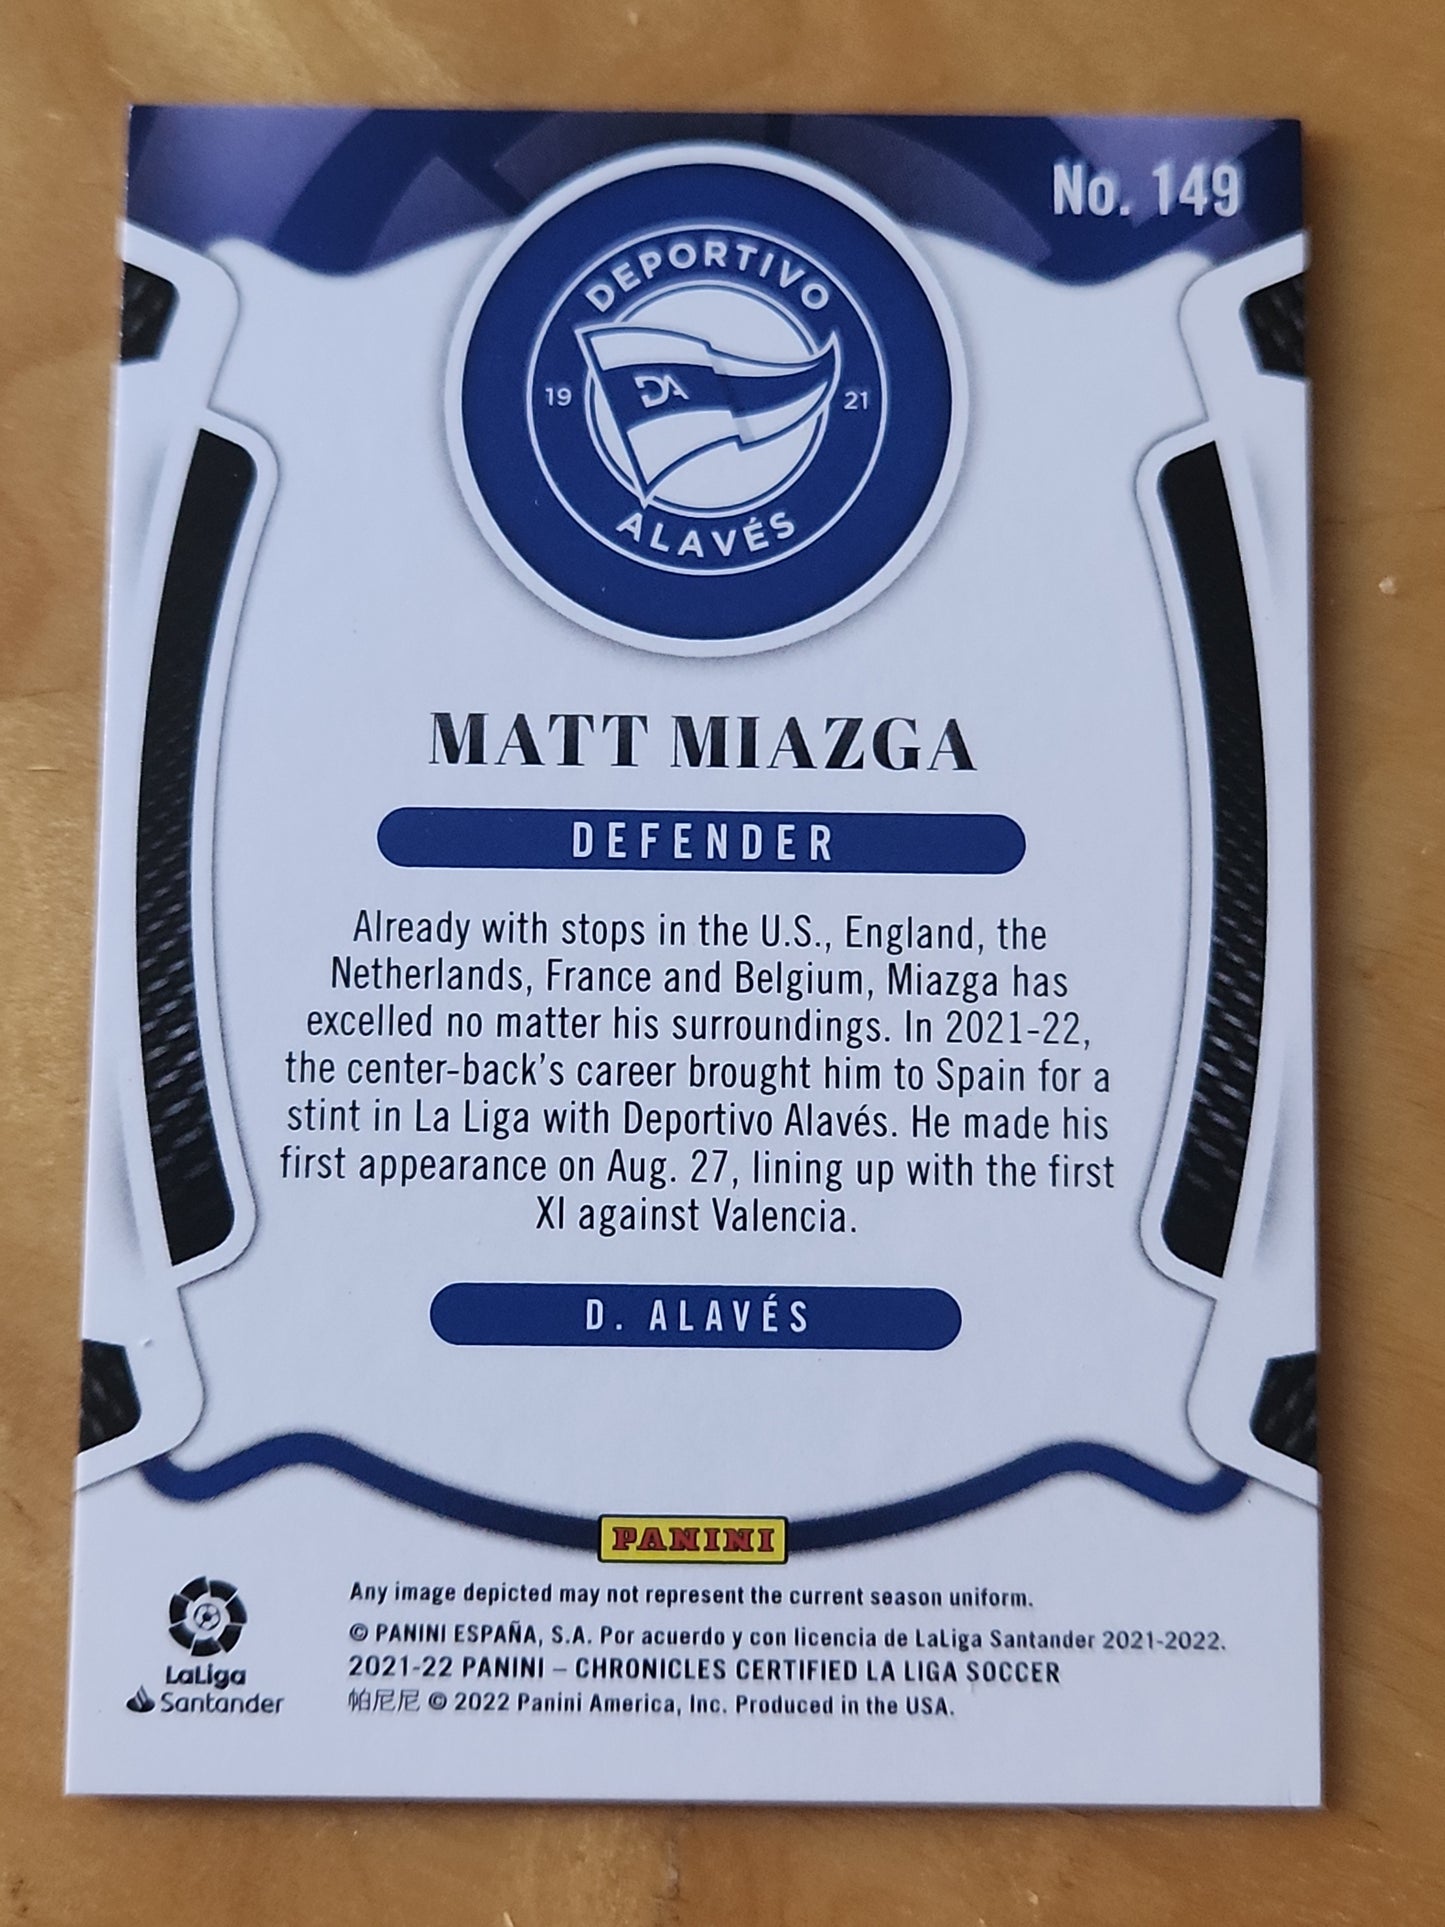 No. 149
DEPORTIVO
19
DA
21
ALAVÉS
MATT MIAZGA
DEFENDER
Already with stops in the U.S., England, the
Netherlands, France and Belgium, Miazga has
excelled no matter his surroundings. In 2021-22,
the center-back's career brought him to Spain for a
stint in La Liga with Deportivo Alavés. He made his
first appearance on Aug. 27, lining up with the first
XI against Valencia.
D. ALAVÉS
PANINI
Any image depicted may not represent the current season uniform.
© PANINI ESPAÑA, S.A. Por acuerdo y con licencia de LaLiga Santander 2021-2022.
2021-22 PANINI – CHRONICLES CERTIFIED LA LIGA SOCCER
帕尼尼 © 2022 Panini America, Inc. Produced in the USA.
LaLiga
Santander